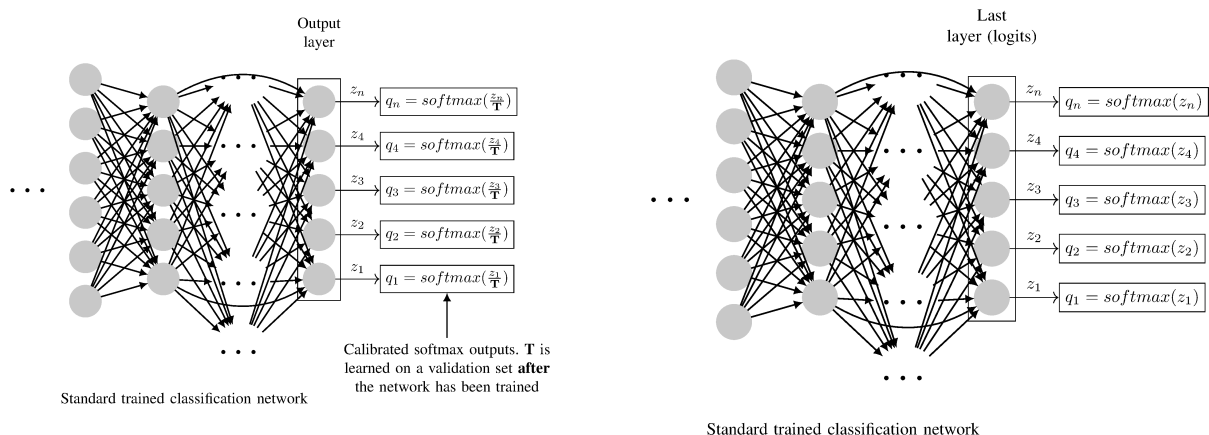 Output
layer
z_n
q_n = softmax(z_n/T)
z_4
q_4 = softmax(z_4/T)
z_3
q_3 = softmax(z_3/T)
z_2
q_2 = softmax(z_2/T)
z_1
q_1 = softmax(z_1/T)
Calibrated softmax outputs. T is
learned on a validation set after
the network has been trained
Standard trained classification network
Last
layer (logits)
z_n
q_n = softmax(z_n)
z_4
q_4 = softmax(z_4)
z_3
q_3 = softmax(z_3)
z_2
q_2 = softmax(z_2)
z_1
q_1 = softmax(z_1)
Standard trained classification network